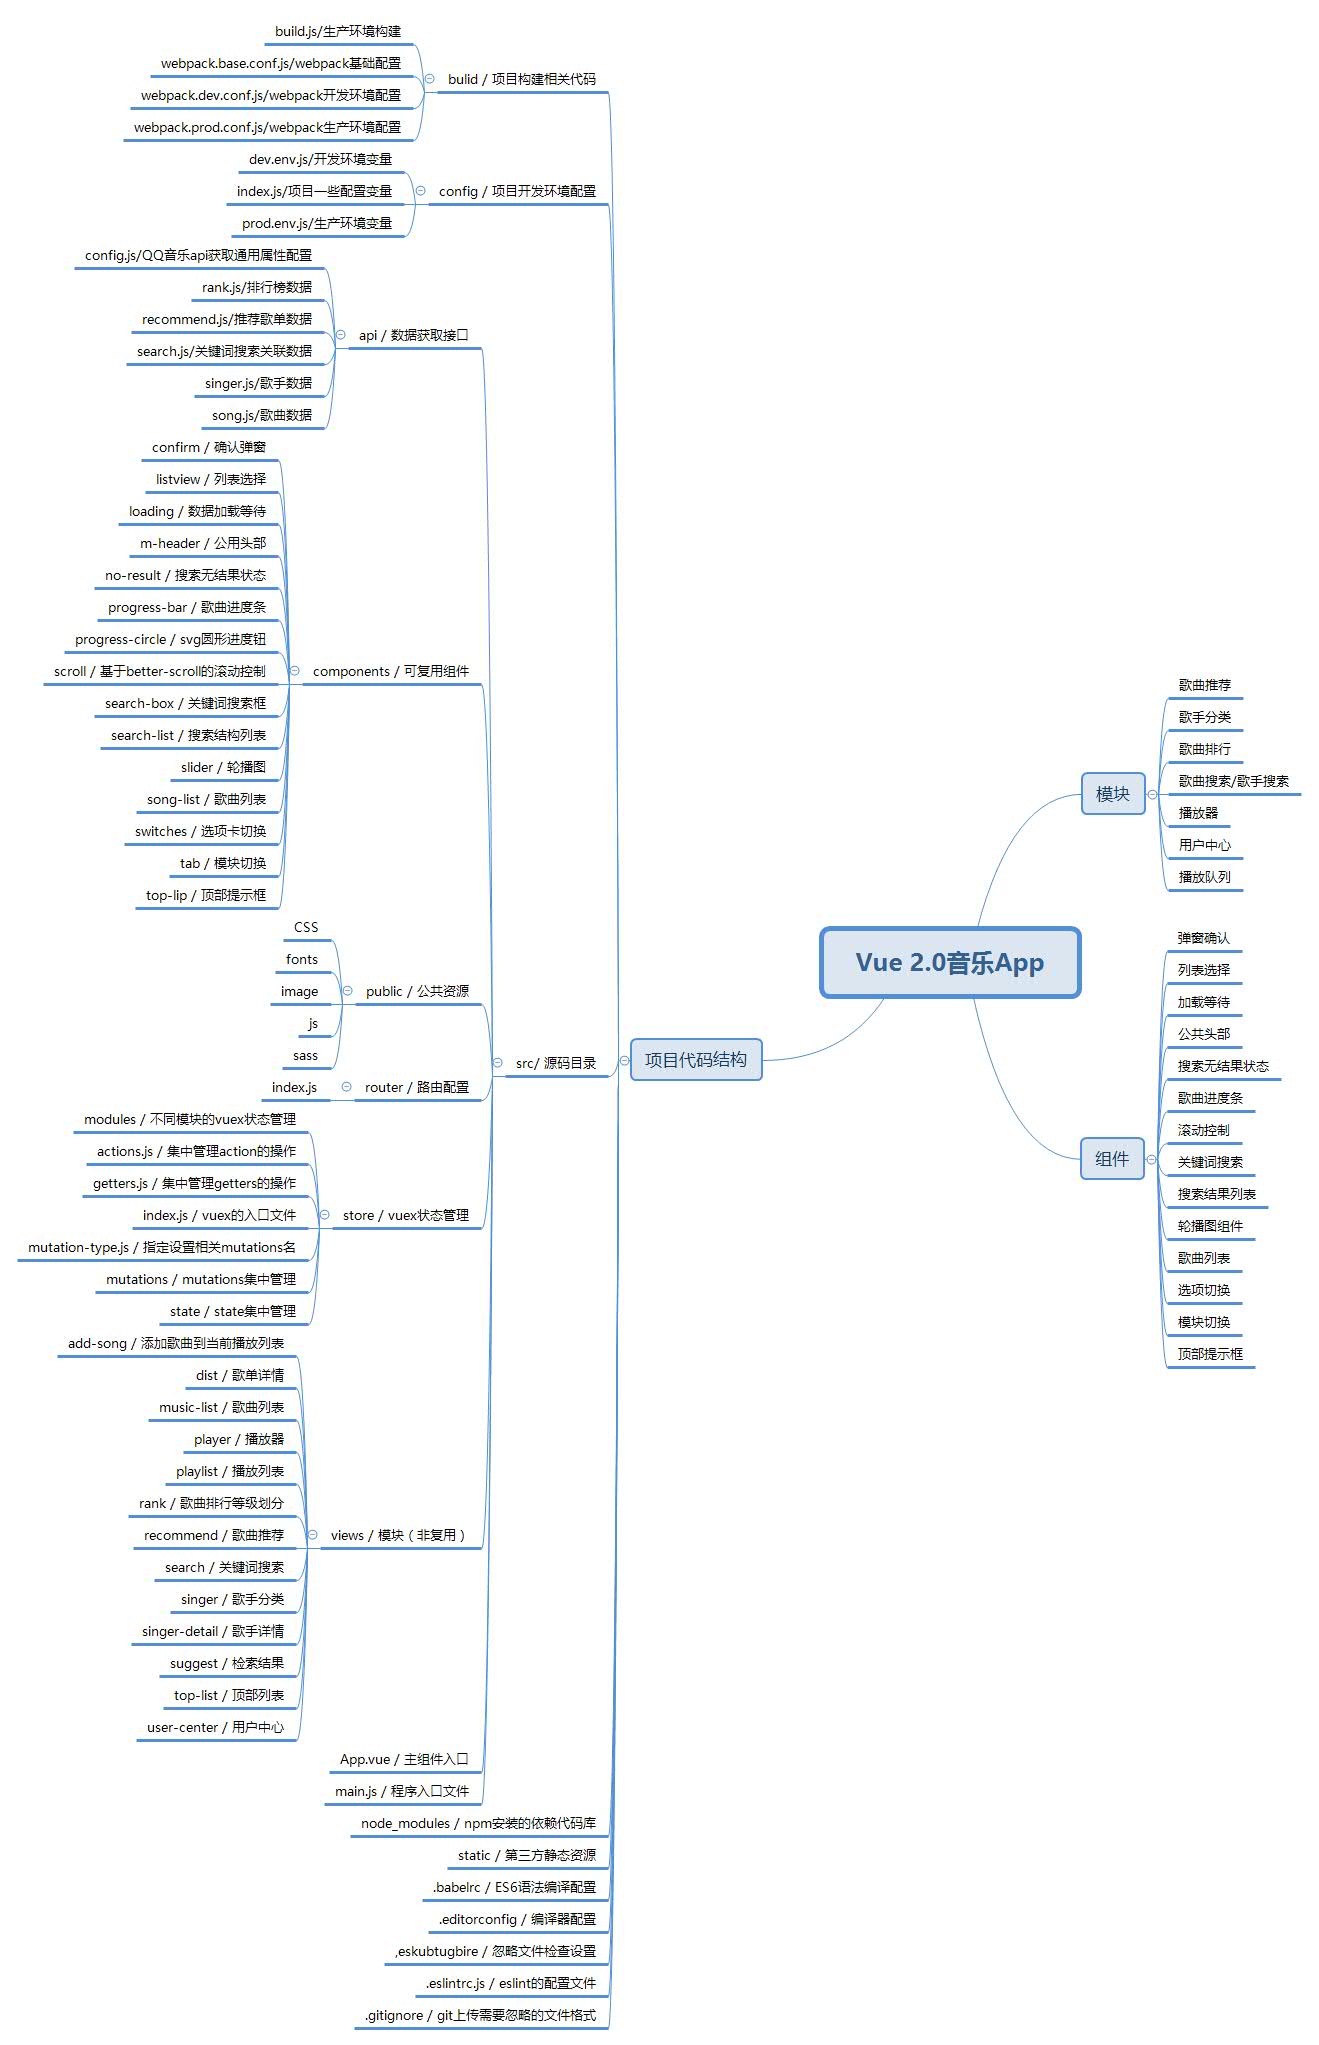 build.js/生产环境构建
webpack.base.conf.js/webpack基础配置
webpack.dev.conf.js/webpack开发环境配置
webpack.prod.conf.js/webpack生产环境配置
bulid / 项目构建相关代码
dev.env.js/开发环境变量
index.js/项目一些配置变量
prod.env.js/生产环境变量
config / 项目开发环境配置
config.js/QQ音乐api获取通用属性配置
rank.js/排行榜数据
recommend.js/推荐歌单数据
search.js/关键词搜索关联数据
singer.js/歌手数据
song.js/歌曲数据
api / 数据获取接口
confirm / 确认弹窗
listview / 列表选择
loading / 数据加载等待
m-header / 公用头部
no-result / 搜索无结果状态
progress-bar / 歌曲进度条
progress-circle / svg圆形进度钮
scroll / 基于better-scroll的滚动控制
search-box / 关键词搜索框
search-list / 搜索结构列表
slider / 轮播图
song-list / 歌曲列表
switches / 选项卡切换
tab / 模块切换
top-lip / 顶部提示框
components / 可复用组件
CSS
fonts
image
js
sass
public / 公共资源
index.js
router / 路由配置
modules / 不同模块的vuex状态管理
actions.js / 集中管理action的操作
getters.js / 集中管理getters的操作
index.js / vuex的入口文件
mutation-type.js / 指定设置相关mutations名
mutations / mutations集中管理
state / state集中管理
store / vuex状态管理
add-song / 添加歌曲到当前播放列表
dist / 歌单详情
music-list / 歌曲列表
player / 播放器
playlist / 播放列表
rank / 歌曲排行等级划分
recommend / 歌曲推荐
search / 关键词搜索
singer / 歌手分类
singer-detail / 歌手详情
suggest / 检索结果
top-list / 顶部列表
user-center / 用户中心
views / 模块（非复用）
App.vue / 主组件入口
main.js / 程序入口文件
src/ 源码目录
node_modules / npm安装的依赖代码库
static / 第三方静态资源
.babelrc / ES6语法编译配置
.editorconfig / 编译器配置
,eskubtugbire / 忽略文件检查设置
.eslintrc.js / eslint的配置文件
.gitignore / git上传需要忽略的文件格式
项目代码结构
Vue 2.0音乐App
模块
歌曲推荐
歌手分类
歌曲排行
歌曲搜索/歌手搜索
播放器
用户中心
播放队列
组件
弹窗确认
列表选择
加载等待
公共头部
搜索无结果状态
歌曲进度条
滚动控制
关键词搜索
搜索结果列表
轮播图组件
歌曲列表
选项切换
模块切换
顶部提示框